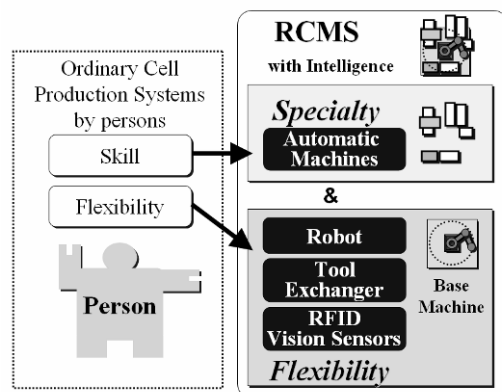 Ordinary Cell
Production Systems
by persons
Skill
Flexibility
Person
RCMS
with Intelligence
Specialty
Automatic
Machines
&
Robot
Tool
Exchanger
RFID
Vision Sensors
Base
Machine
Flexibility